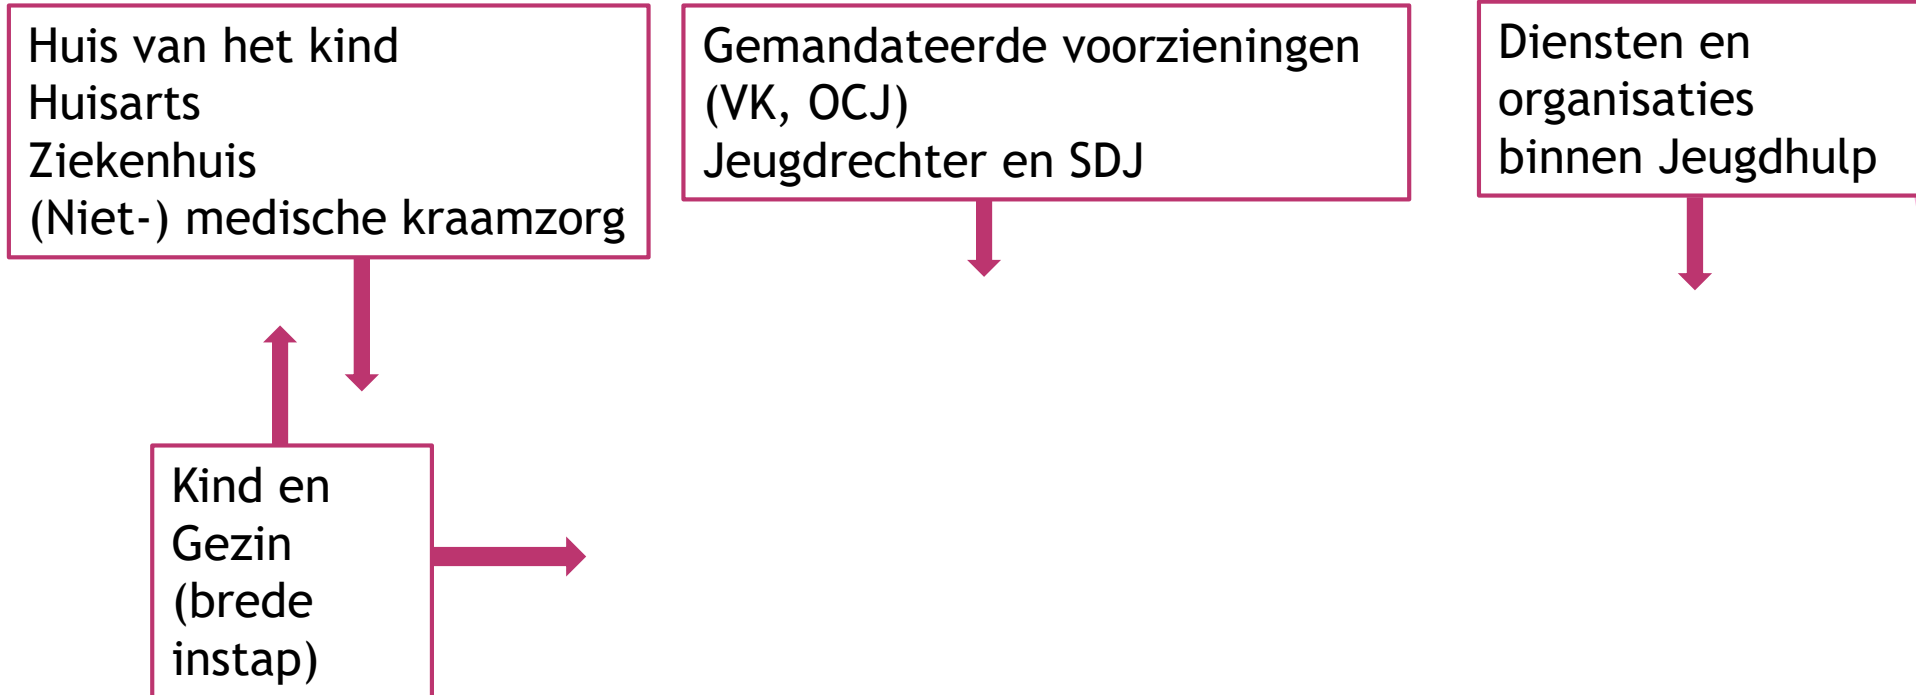 Huis van het kind
Huisarts
Ziekenhuis
(Niet-) medische kraamzorg
Gemandateerde voorzieningen
(VK, OCJ)
Jeugdrechter en SDJ
Diensten en
organisaties
binnen Jeugdhulp
Kind en
Gezin
(brede
instap)